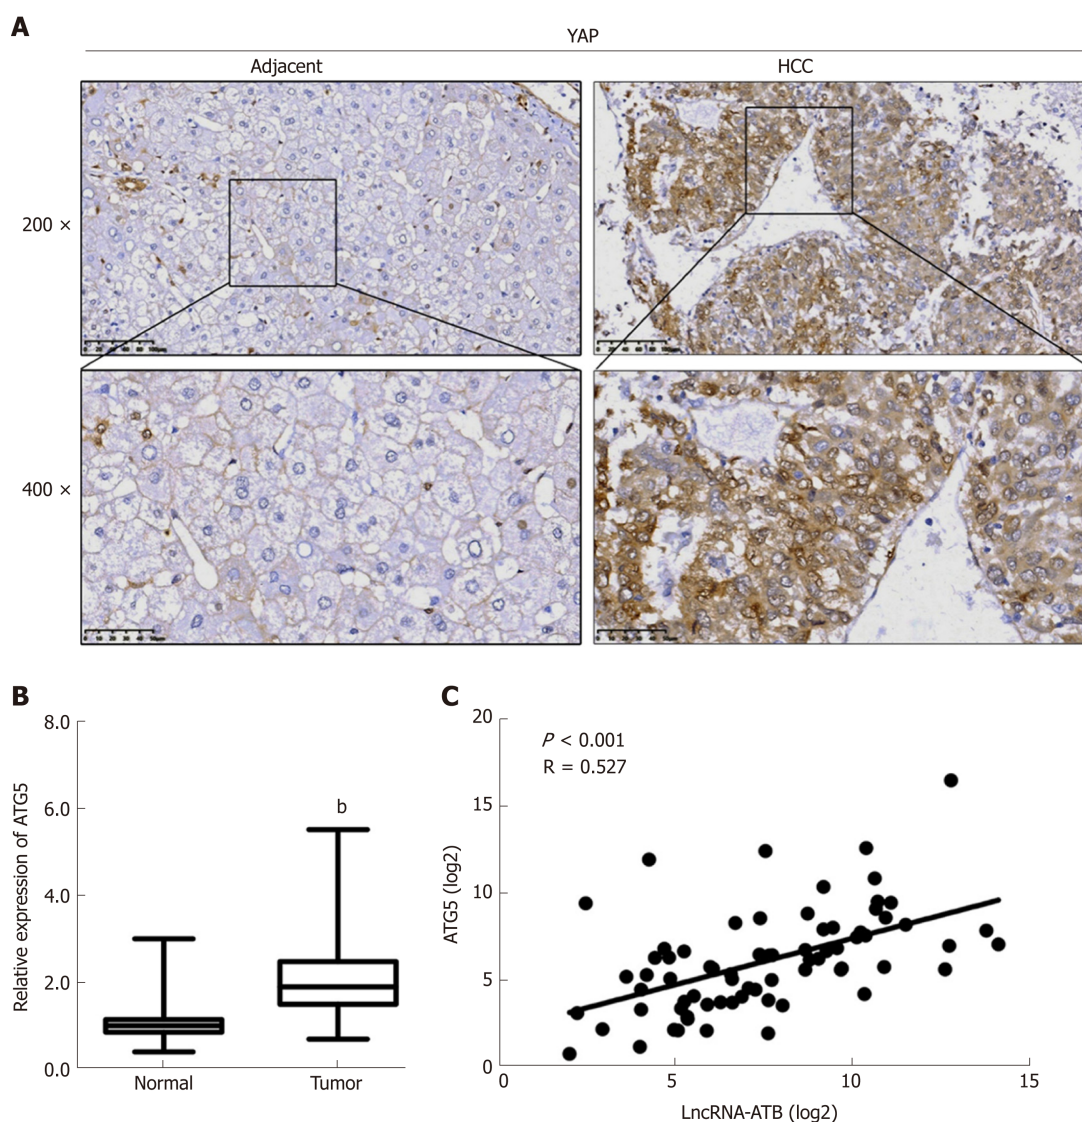 A
YAP
Adjacent
HCC
200 ×
400 ×
B
Relative expression of ATG5
8.0
6.0
4.0
2.0
0.0
b
Normal
Tumor
C
ATG5 (log2)
20
15
10
5
0
P < 0.001
R = 0.527
0
5
10
15
LncRNA-ATB (log2)